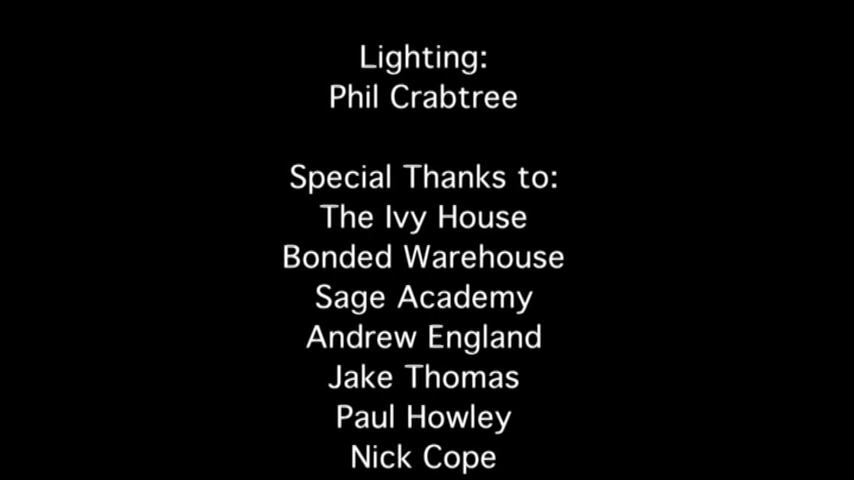 Lighting:
Phil Crabtree
Special Thanks to:
The Ivy House
Bonded Warehouse
Sage Academy
Andrew England
Jake Thomas
Paul Howley
Nick Cope